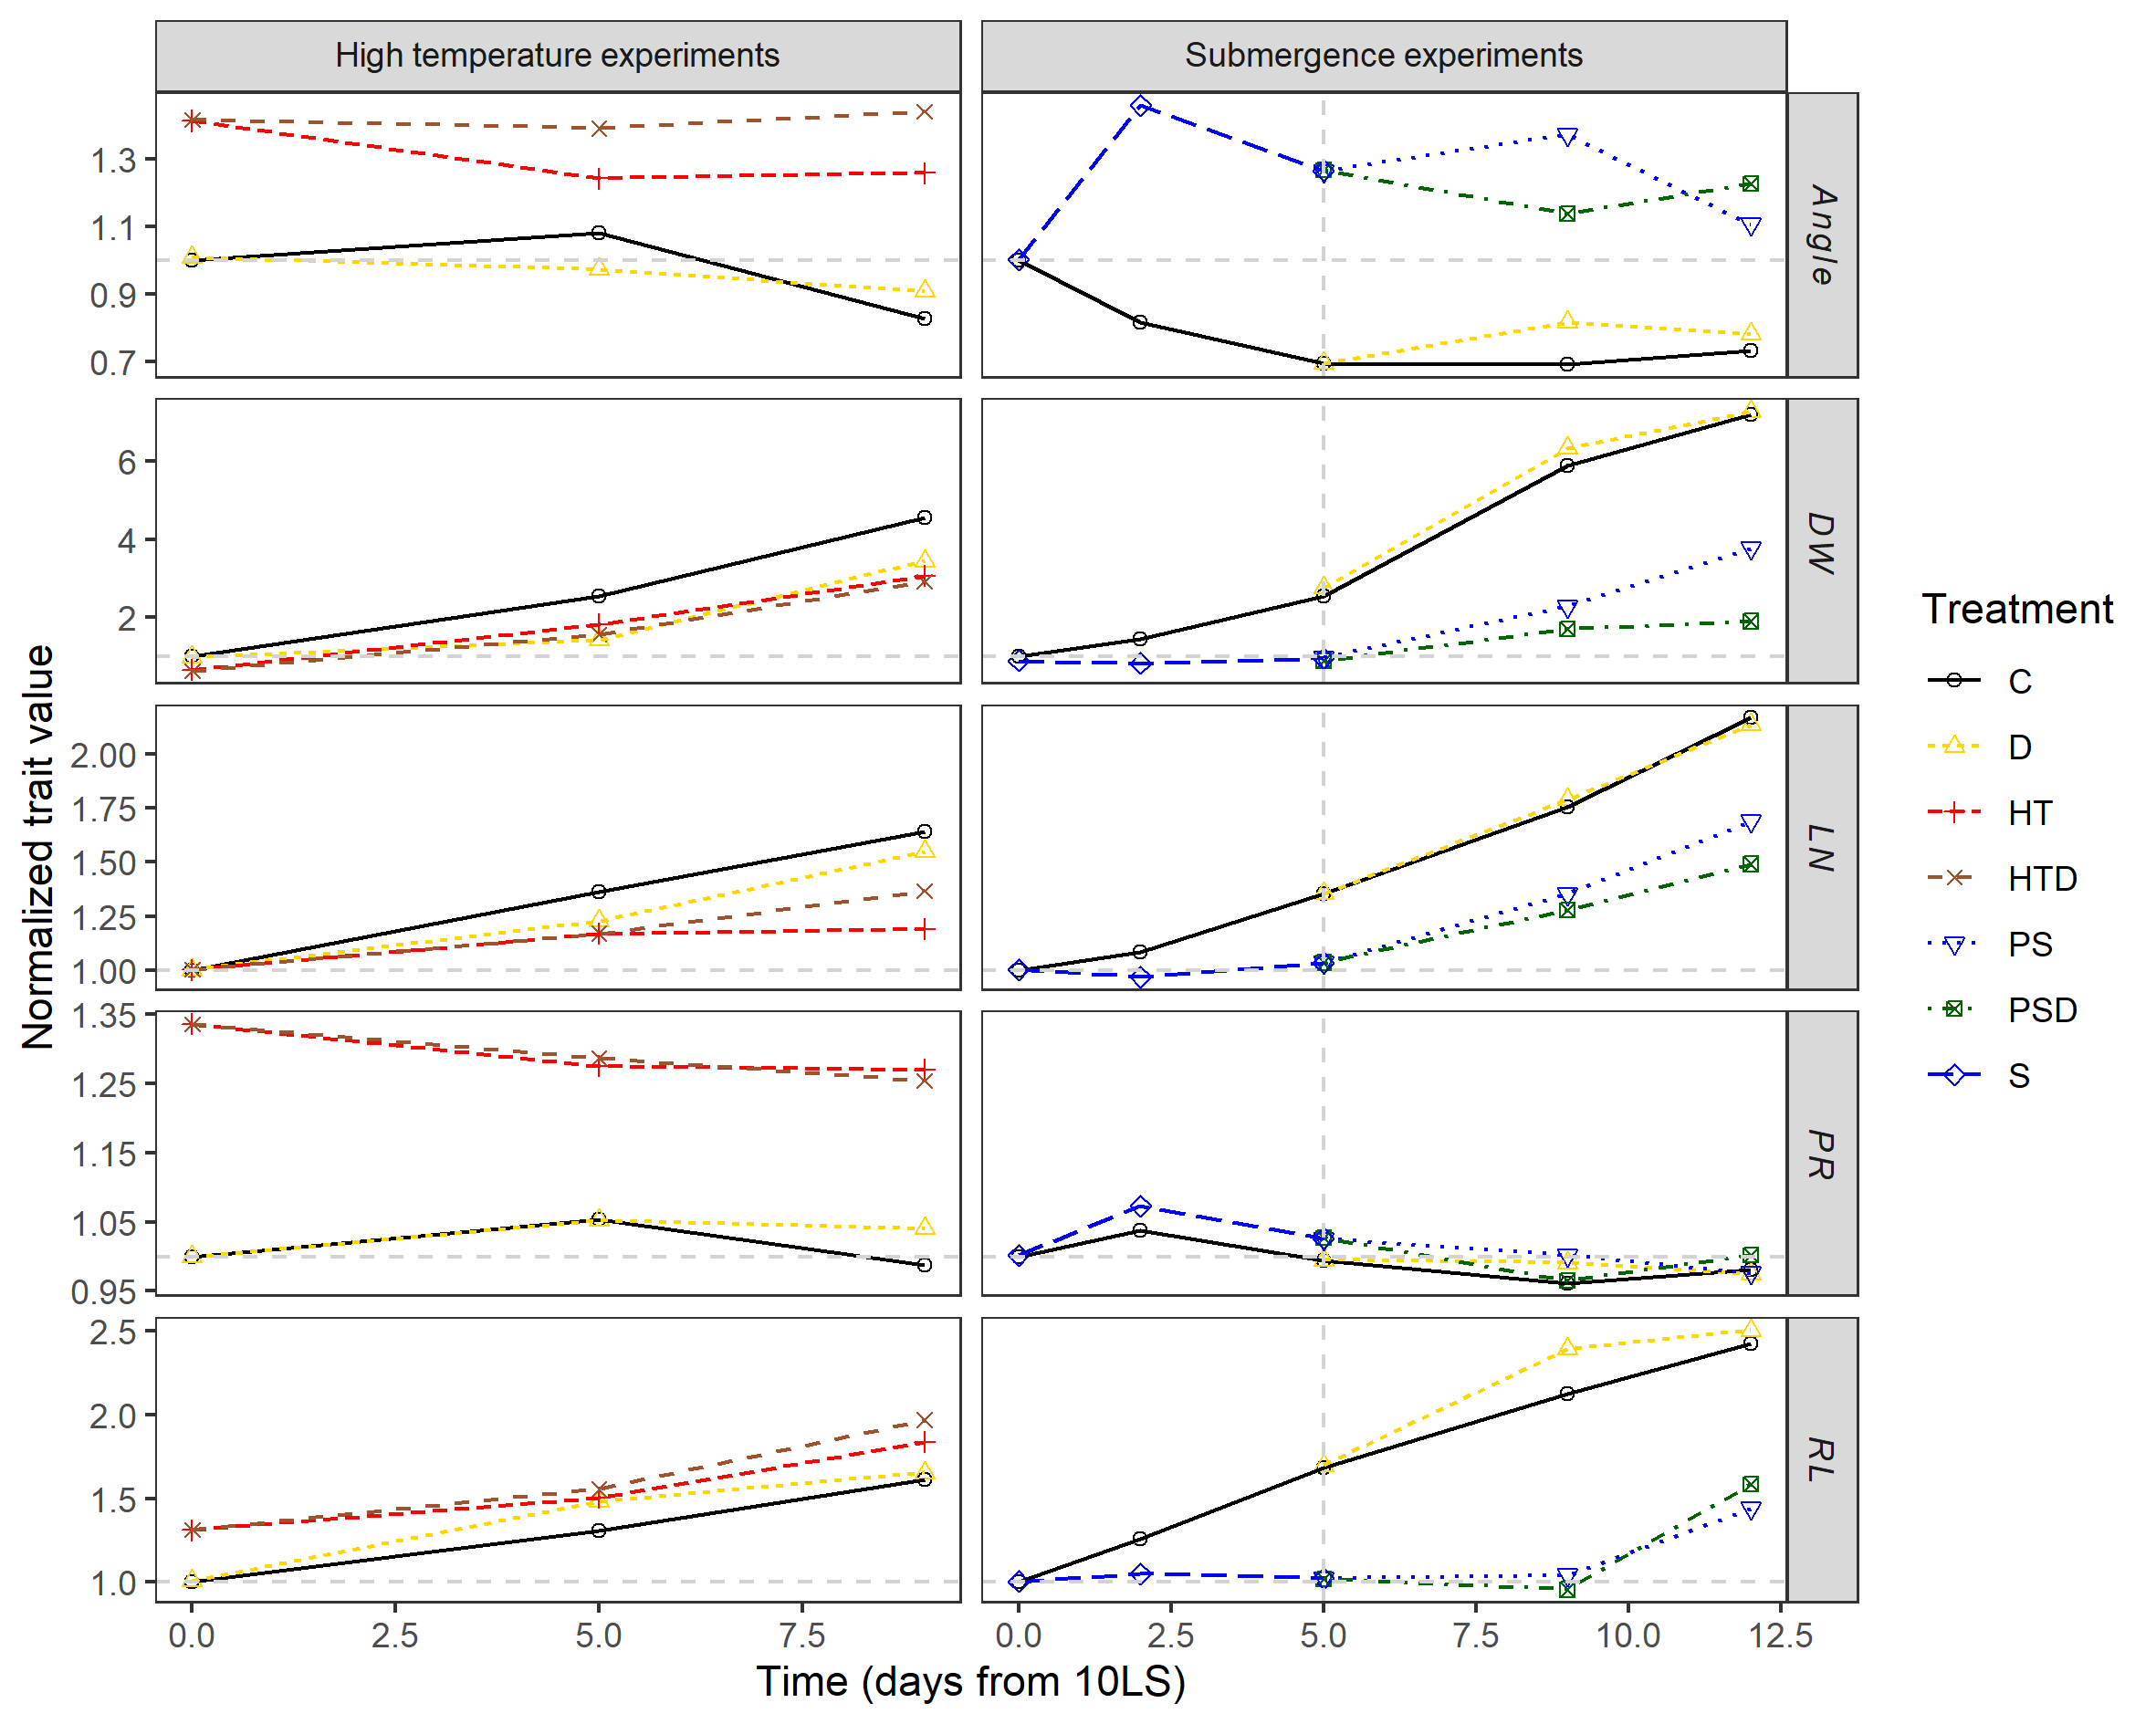 High temperature experiments
Submergence experiments
Normalized trait value
1.3
1.1
0.9
0.7
Angle
6
4
2
DW
2.00
1.75
1.50
1.25
1.00
LN
1.35
1.25
1.15
1.05
0.95
PR
2.5
2.0
1.5
1.0
RL
0.0 2.5 5.0 7.5
0.0 2.5 5.0 7.5 10.0 12.5
Time (days from 10LS)
Treatment
C
D
HT
HTD
PS
PSD
S